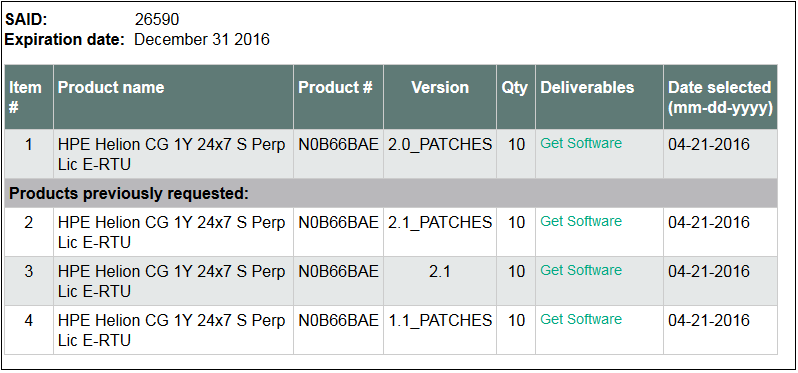 SAID: 26590
Expiration date: December 31 2016
Item # Product name Product # Version Qty Deliverables Date selected (mm-dd-yyyy)
1 HPE Helion CG 1Y 24x7 S Perp N0B66BAE 2.0_PATCHES 10 Get Software 04-21-2016
Lic E-RTU
Products previously requested:
2 HPE Helion CG 1Y 24x7 S Perp N0B66BAE 2.1_PATCHES 10 Get Software 04-21-2016
Lic E-RTU
3 HPE Helion CG 1Y 24x7 S Perp N0B66BAE 2.1 10 Get Software 04-21-2016
Lic E-RTU
4 HPE Helion CG 1Y 24x7 S Perp N0B66BAE 1.1_PATCHES 10 Get Software 04-21-2016
Lic E-RTU